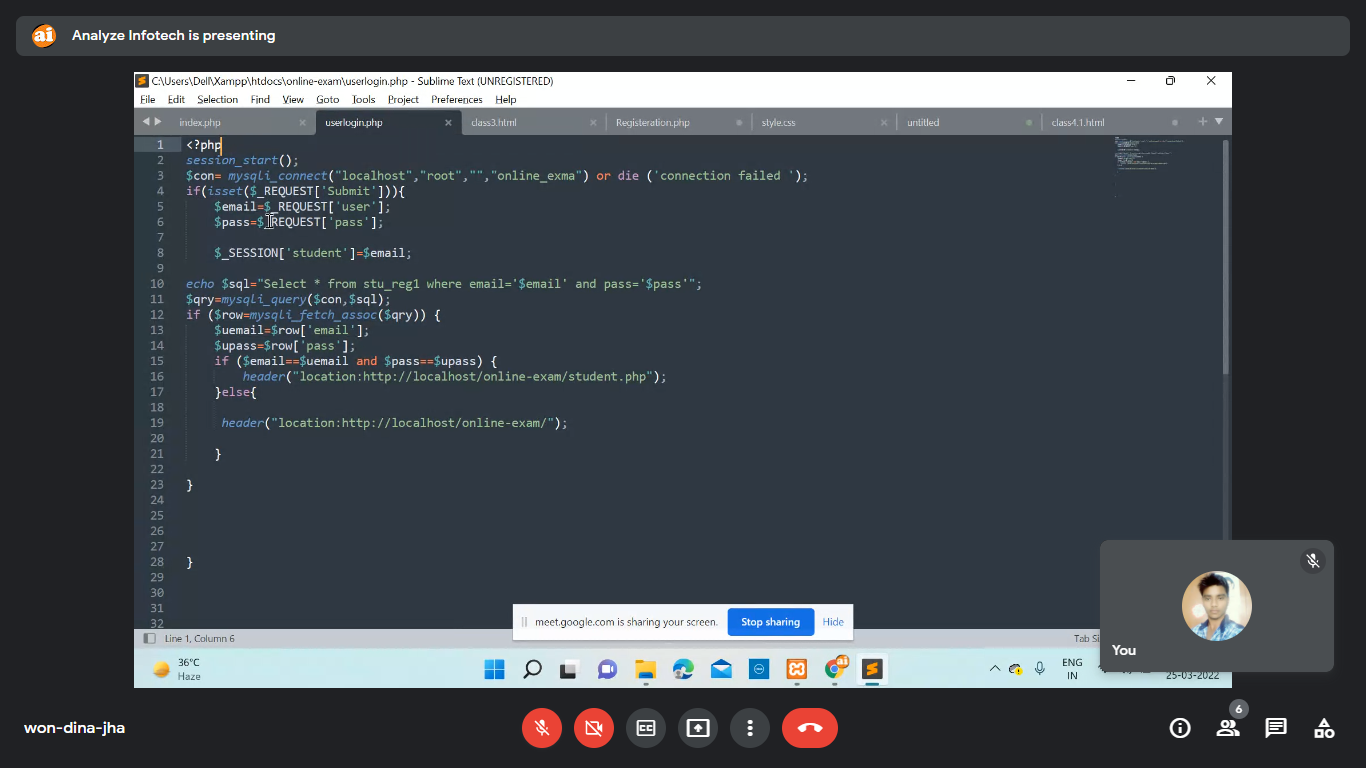 ai Analyze Infotech is presenting
C:\Users\Dell\Xampp\htdocs\online-exam\userlogin.php - Sublime Text (UNREGISTERED)
File Edit Selection Find View Goto Tools Project Preferences Help
index.php userlogin.php class3.html Registeration.php style.css untitled class4.1.html
1 <?php
2 session_start();
3 $con= mysqli_connect("localhost","root","","online_exma") or die ('connection failed ');
4 if(isset($_REQUEST['Submit'])){
5 $email=$_REQUEST['user'];
6 $pass=$_REQUEST['pass'];
7
8 $_SESSION['student']=$email;
9
10 echo $sql="Select * from stu_reg1 where email='$email' and pass='$pass'";
11 $qry=mysqli_query($con,$sql);
12 if ($row=mysqli_fetch_assoc($qry)) {
13 $uemail=$row['email'];
14 $upass=$row['pass'];
15 if ($email==$uemail and $pass==$upass) {
16 header("location:http://localhost/online-exam/student.php");
17 }else{
18
19 header("location:http://localhost/online-exam/");
20
21 }
22
23 }
24
25
26
27
28 }
29
30
31
32
meet.google.com is sharing your screen. Stop sharing Hide
Line 1, Column 6
You
36°C
Haze
ENG
IN
25-03-2022
won-dina-jha
6